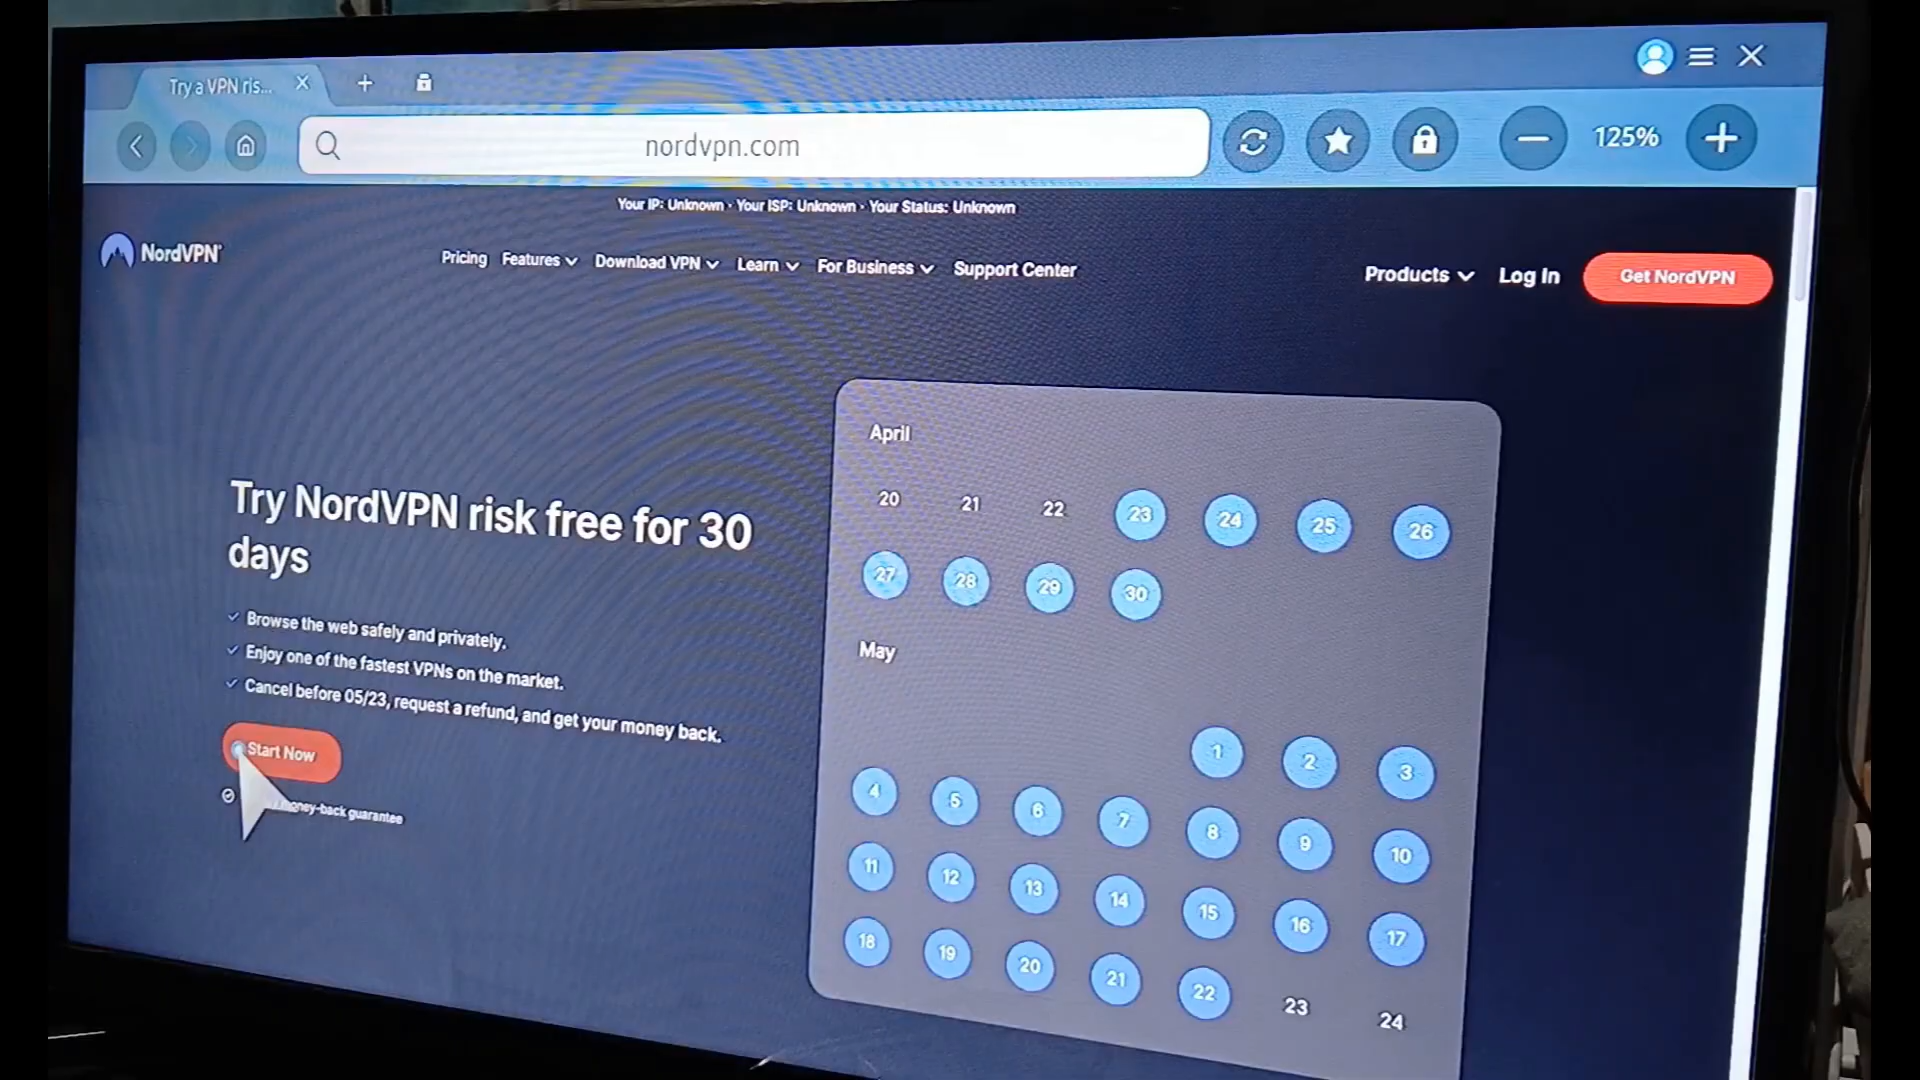 Try a VPN ris...
nordvpn.com
125%
Your IP: Unknown · Your ISP: Unknown · Your Status: Unknown
NordVPN
Pricing Features Download VPN Learn For Business Support Center
Products Log In Get NordVPN
Try NordVPN risk free for 30
days
Browse the web safely and privately.
Enjoy one of the fastest VPNs on the market.
Cancel before 05/23, request a refund, and get your money back.
Start Now
money-back guarantee
April
20 21 22 23 24 25 26
27 28 29 30
May
1 2 3
4 5 6 7 8 9 10
11 12 13 14 15 16 17
18 19 20 21 22 23 24